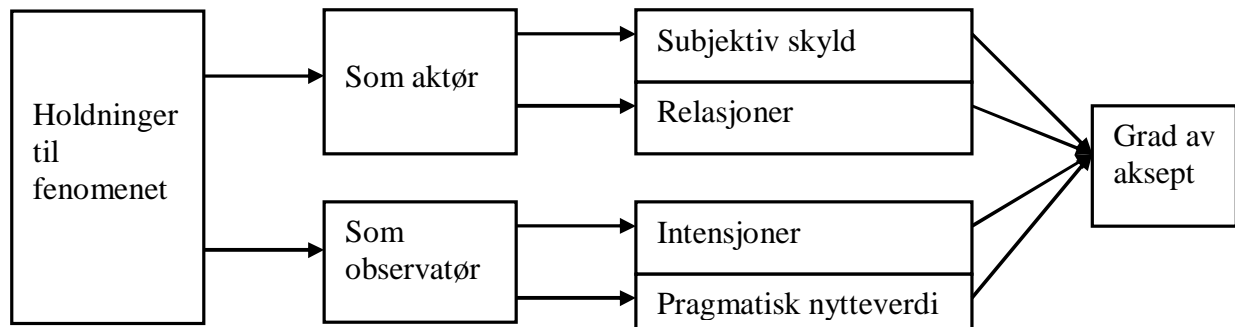 Holdninger
til
fenomenet
Som aktør
Som
observatør
Subjektiv skyld
Relasjoner
Intensjoner
Pragmatisk nytteverdi
Grad av
aksept